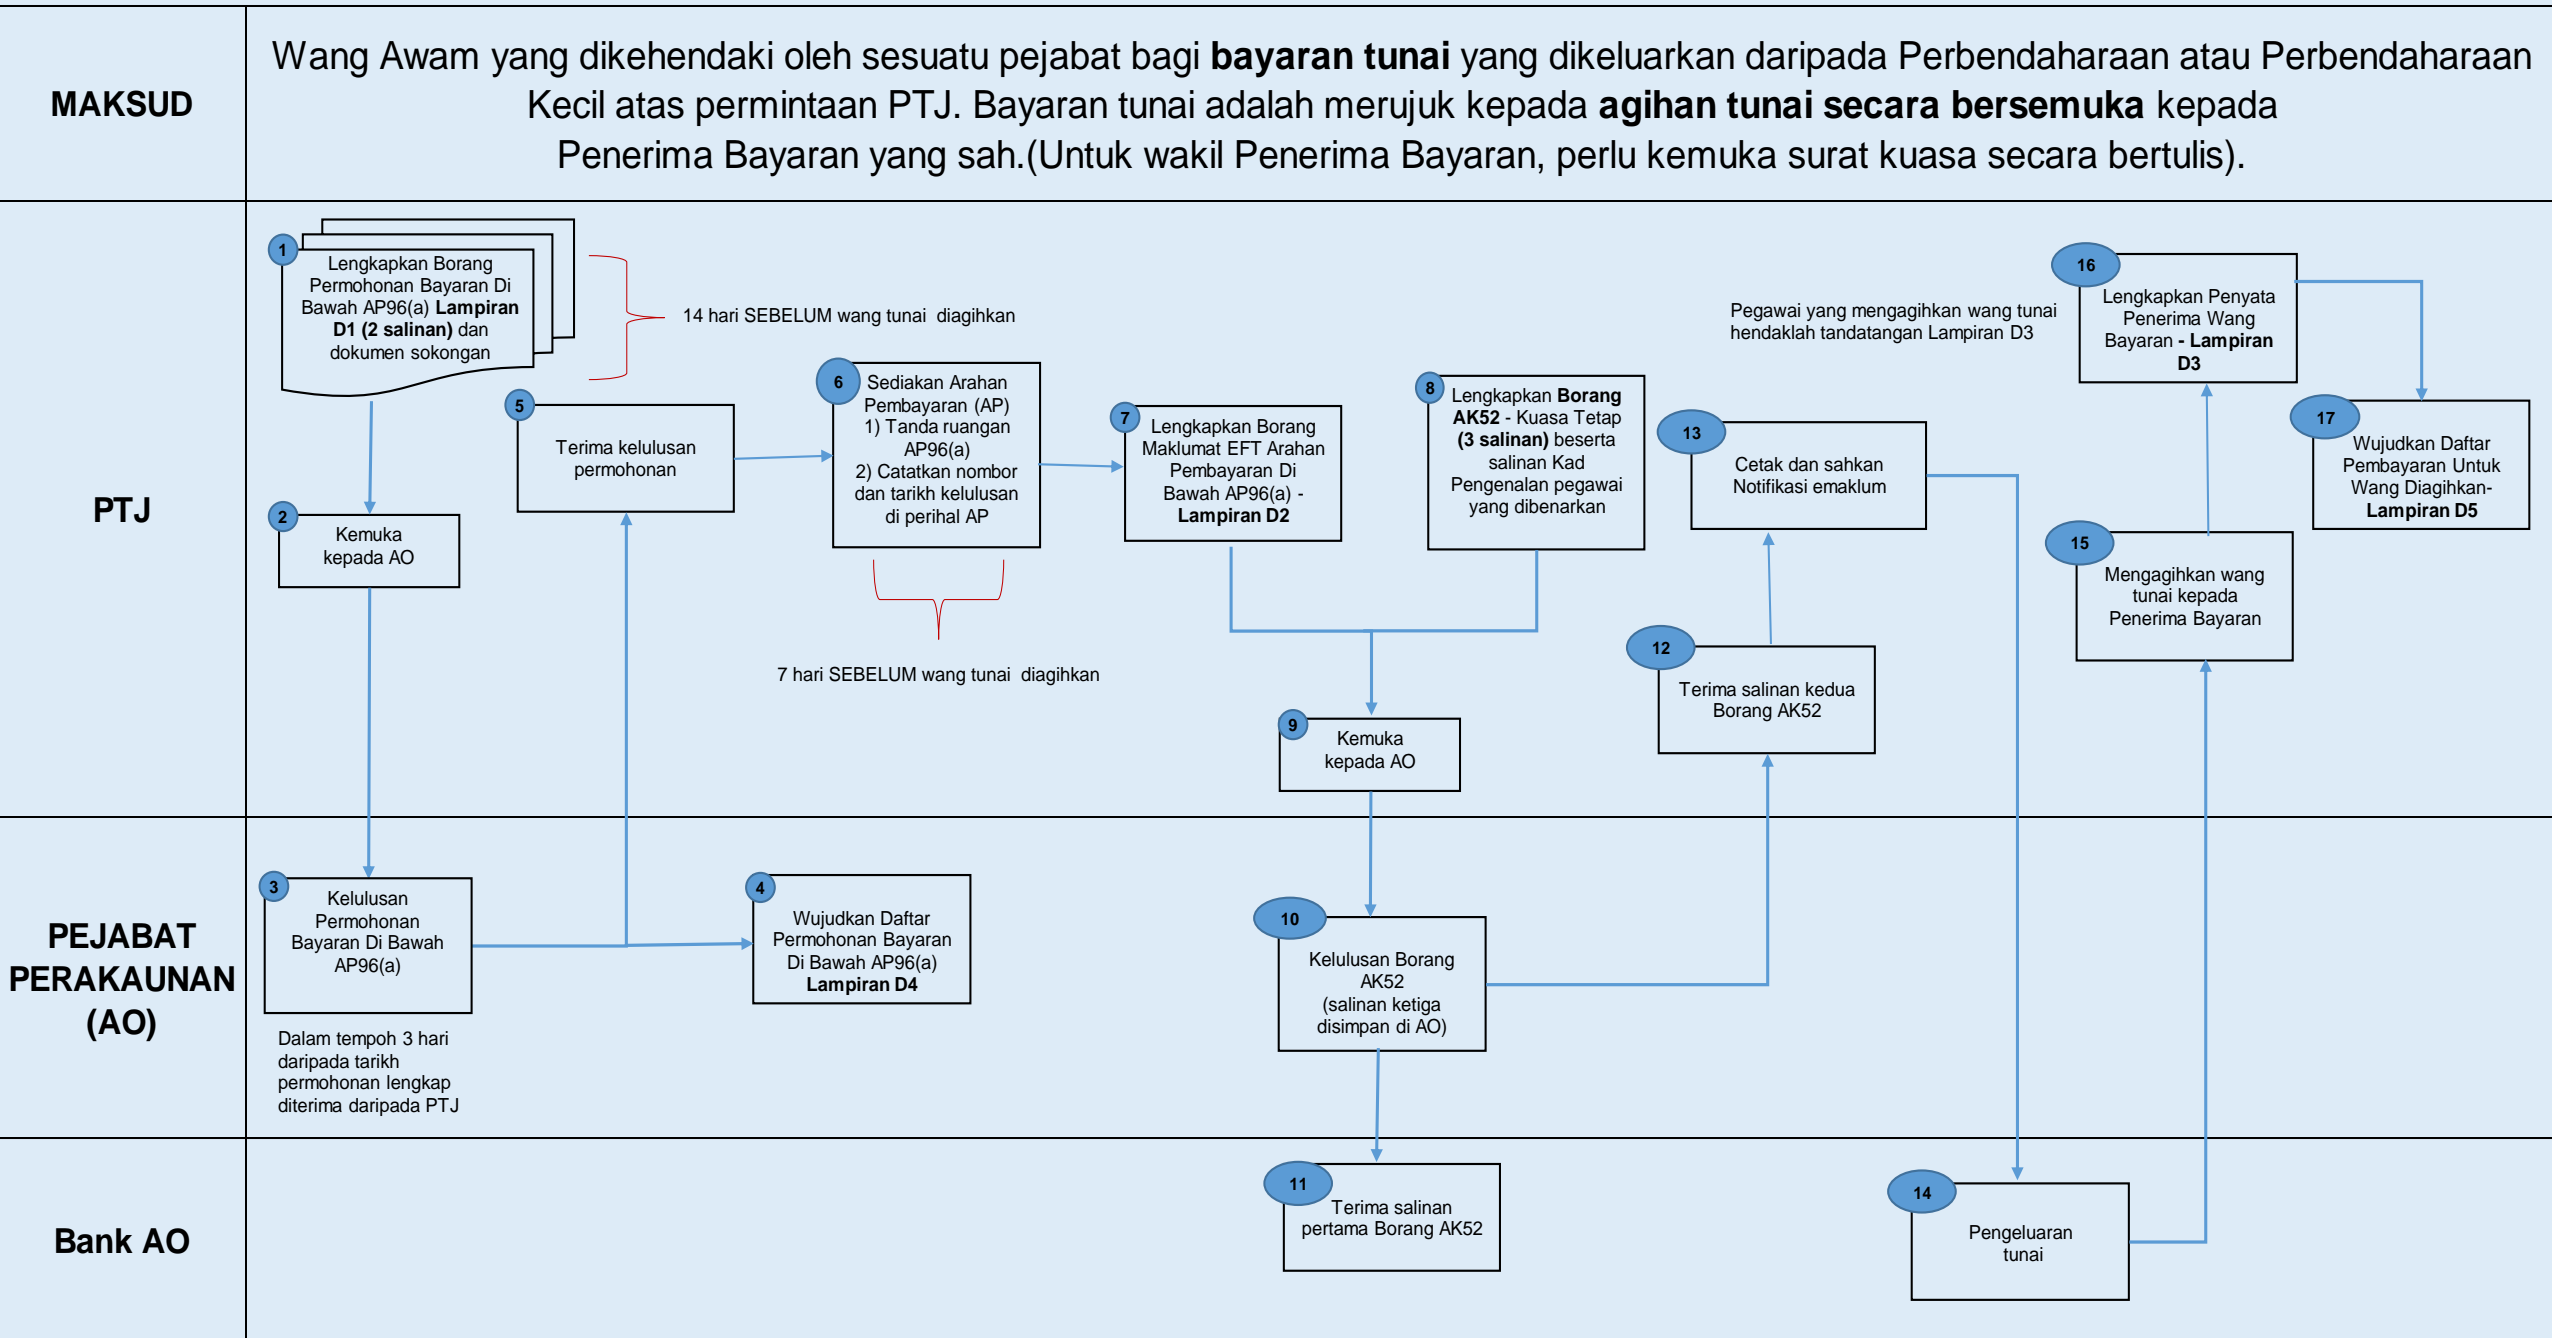 MAKSUD
Wang Awam yang dikehendaki oleh sesuatu pejabat bagi bayaran tunai yang dikeluarkan daripada Perbendaharaan atau Perbendaharaan
Kecil atas permintaan PTJ. Bayaran tunai adalah merujuk kepada agihan tunai secara bersemuka kepada
Penerima Bayaran yang sah.(Untuk wakil Penerima Bayaran, perlu kemuka surat kuasa secara bertulis).
PTJ
1
Lengkapkan Borang
Permohonan Bayaran Di
Bawah AP96(a) Lampiran
D1 (2 salinan) dan
dokumen sokongan
14 hari SEBELUM wang tunai diagihkan
2
Kemuka
kepada AO
5
Terima kelulusan
permohonan
6
Sediakan Arahan
Pembayaran (AP)
1) Tanda ruangan
AP96(a)
2) Catatkan nombor
dan tarikh kelulusan
di perihal AP
7 hari SEBELUM wang tunai diagihkan
7
Lengkapkan Borang
Maklumat EFT Arahan
Pembayaran Di
Bawah AP96(a) -
Lampiran D2
8
Lengkapkan Borang
AK52 - Kuasa Tetap
(3 salinan) beserta
salinan Kad
Pengenalan pegawai
yang dibenarkan
9
Kemuka
kepada AO
12
Terima salinan kedua
Borang AK52
13
Cetak dan sahkan
Notifikasi emaklum
15
Mengagihkan wang
tunai kepada
Penerima Bayaran
Pegawai yang mengagihkan wang tunai
hendaklah tandatangan Lampiran D3
16
Lengkapkan Penyata
Penerima Wang
Bayaran - Lampiran
D3
17
Wujudkan Daftar
Pembayaran Untuk
Wang Diagihkan-
Lampiran D5
PEJABAT
PERAKAUNAN
(AO)
3
Kelulusan
Permohonan
Bayaran Di Bawah
AP96(a)
Dalam tempoh 3 hari
daripada tarikh
permohonan lengkap
diterima daripada PTJ
4
Wujudkan Daftar
Permohonan Bayaran
Di Bawah AP96(a)
Lampiran D4
10
Kelulusan Borang
AK52
(salinan ketiga
disimpan di AO)
Bank AO
11
Terima salinan
pertama Borang AK52
14
Pengeluaran
tunai